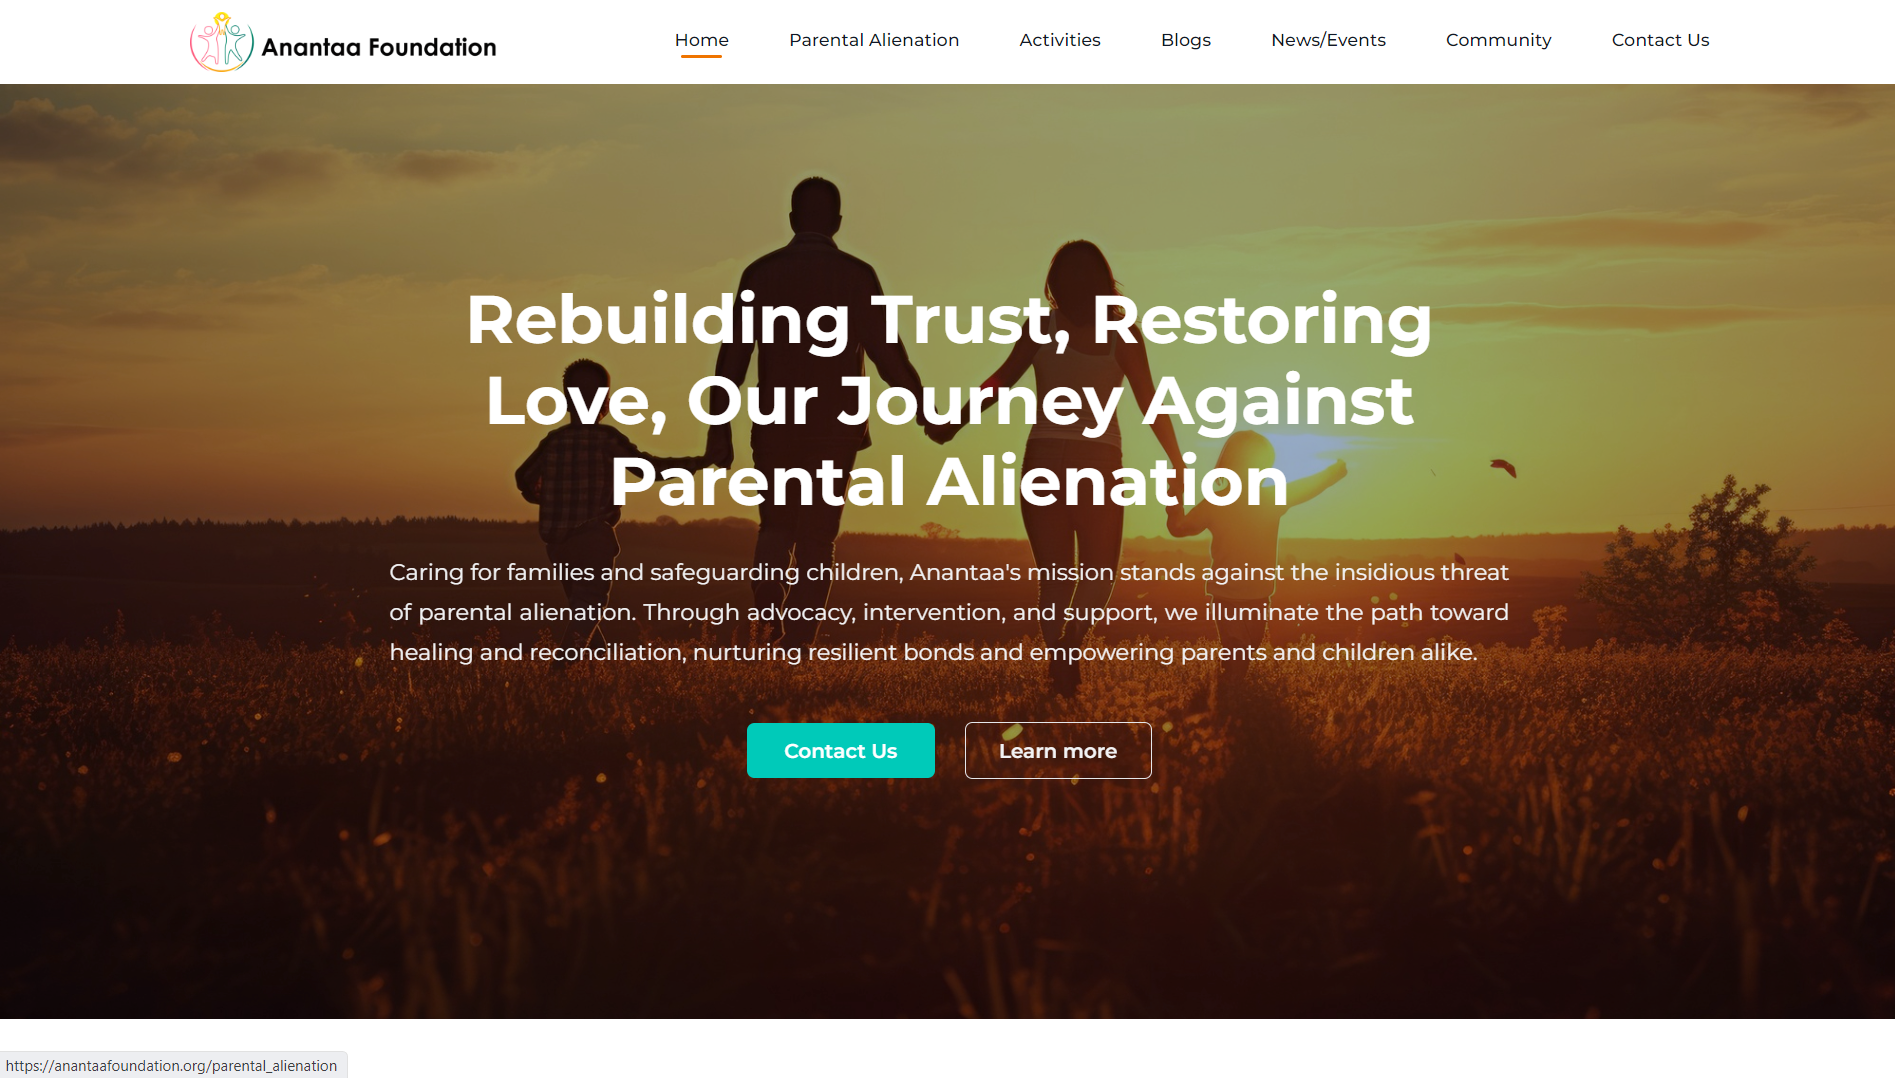 Anantaa Foundation
Home
Parental Alienation
Activities
Blogs
News/Events
Community
Contact Us
Rebuilding Trust, Restoring
Love, Our Journey Against
Parental Alienation
Caring for families and safeguarding children, Anantaa's mission stands against the insidious threat
of parental alienation. Through advocacy, intervention, and support, we illuminate the path toward
healing and reconciliation, nurturing resilient bonds and empowering parents and children alike.
Contact Us
Learn more
https://anantaafoundation.org/parental_alienation